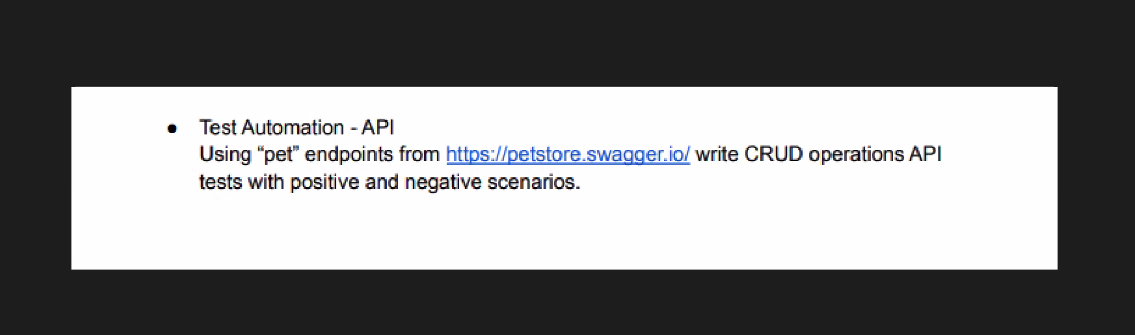 ● Test Automation - API
Using “pet” endpoints from https://petstore.swagger.io/ write CRUD operations API
tests with positive and negative scenarios.